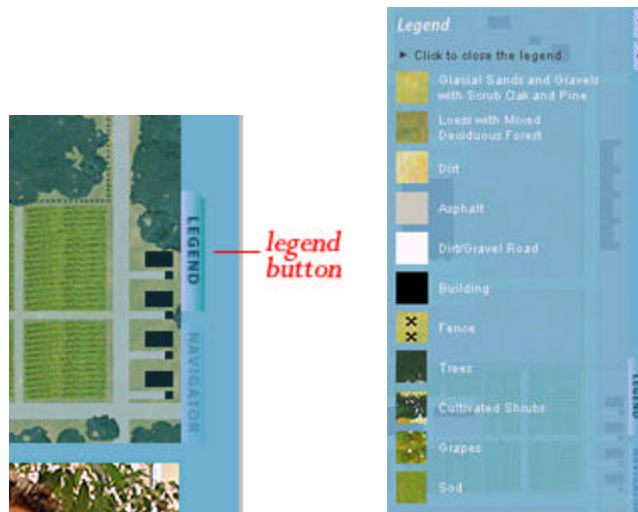 LEGEND
NAVIGATOR
legend
button
Legend
Click to close the legend
Glacial Sands and Gravels
with Scrub Oak and Pine
Loess with Mixed
Deciduous Forest
Dirt
Asphalt
Dirt/Gravel Road
Building
Fence
Trees
Cultivated Shrubs
Grapes
Sod
LEGEND